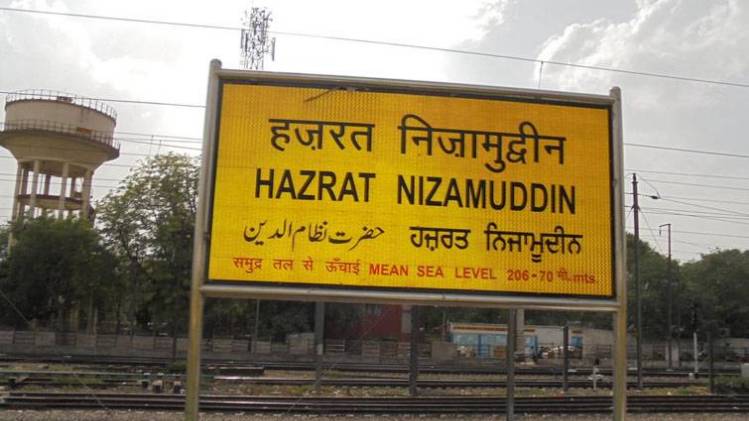 हज़रत निज़ामुद्दीन
HAZRAT NIZAMUDDIN
حضرت نظام الدین ਹਜ਼ਰਤ ਨਿਜਾਮੂਦੀਨ
समुद्र तल से ऊँचाई MEAN SEA LEVEL 206-70 मी॰ mts.